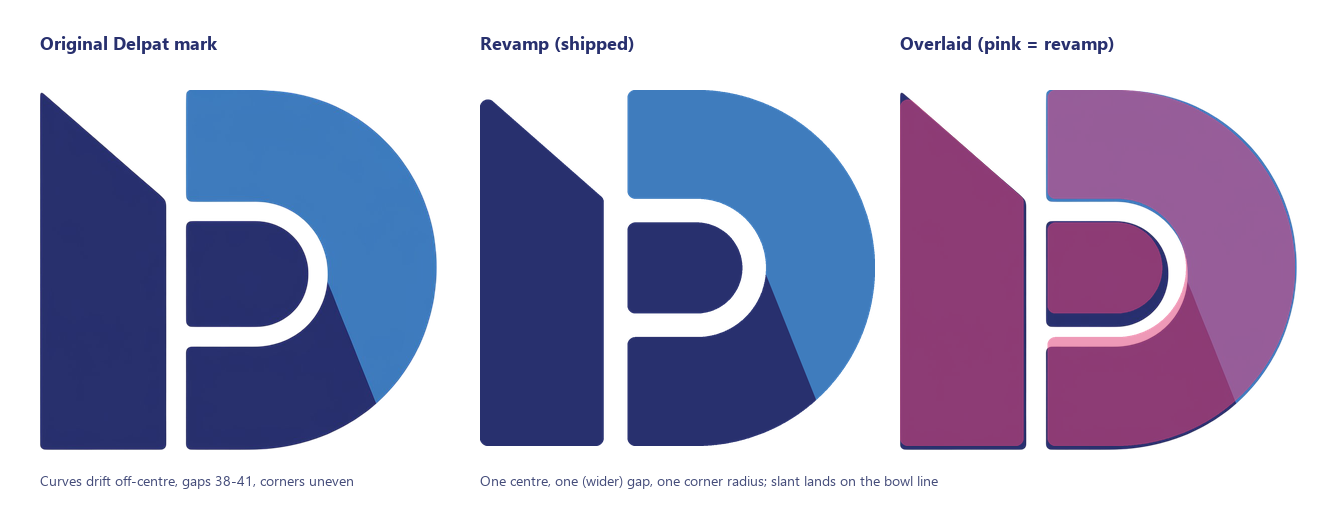 Original Delpat mark
Revamp (shipped)
Overlaid (pink = revamp)
Curves drift off-centre, gaps 38-41, corners uneven
One centre, one (wider) gap, one corner radius; slant lands on the bowl line